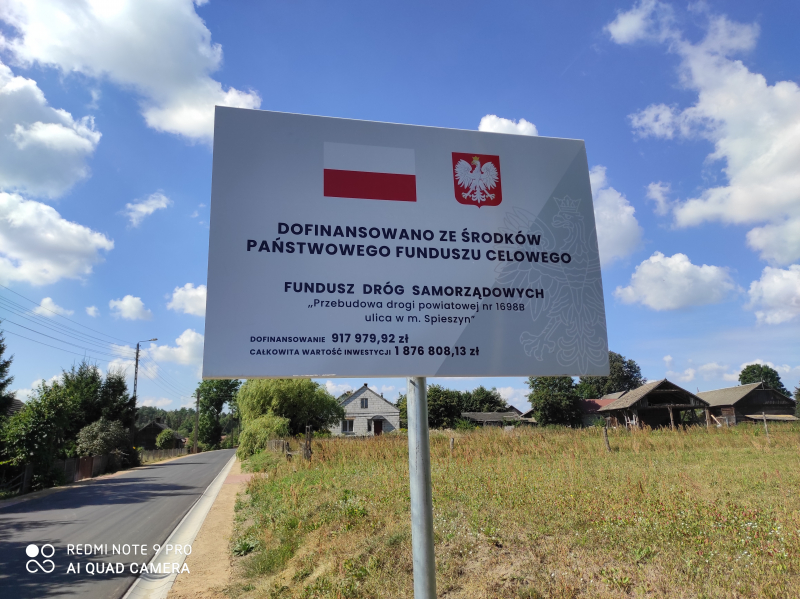 DOFINANSOWANO ZE ŚRODKÓW
PAŃSTWOWEGO FUNDUSZU CELOWEGO
FUNDUSZ DRÓG SAMORZĄDOWYCH
„Przebudowa drogi powiatowej nr 1698B
ulica w m. Spieszyn"
DOFINANSOWANIE 917 979,92 zł
CAŁKOWITA WARTOŚĆ INWESTYCJI 1 876 808,13 zł
REDMI NOTE 9 PRO
AI QUAD CAMERA